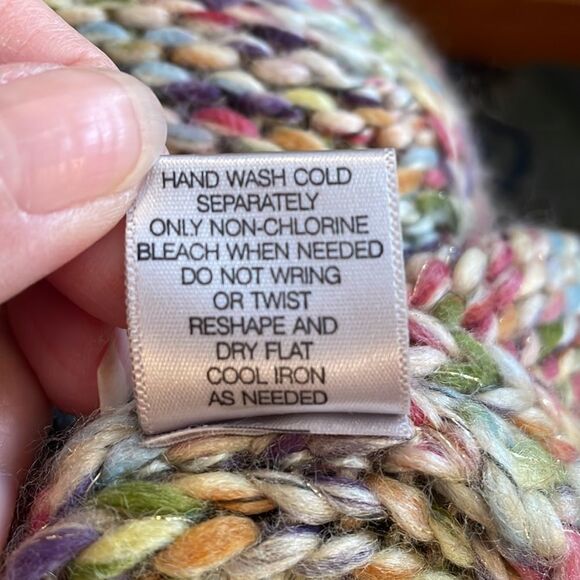 HAND WASH COLD
SEPARATELY
ONLY NON-CHLORINE
BLEACH WHEN NEEDED
DO NOT WRING
OR TWIST
RESHAPE AND
DRY FLAT
COOL IRON
AS NEEDED